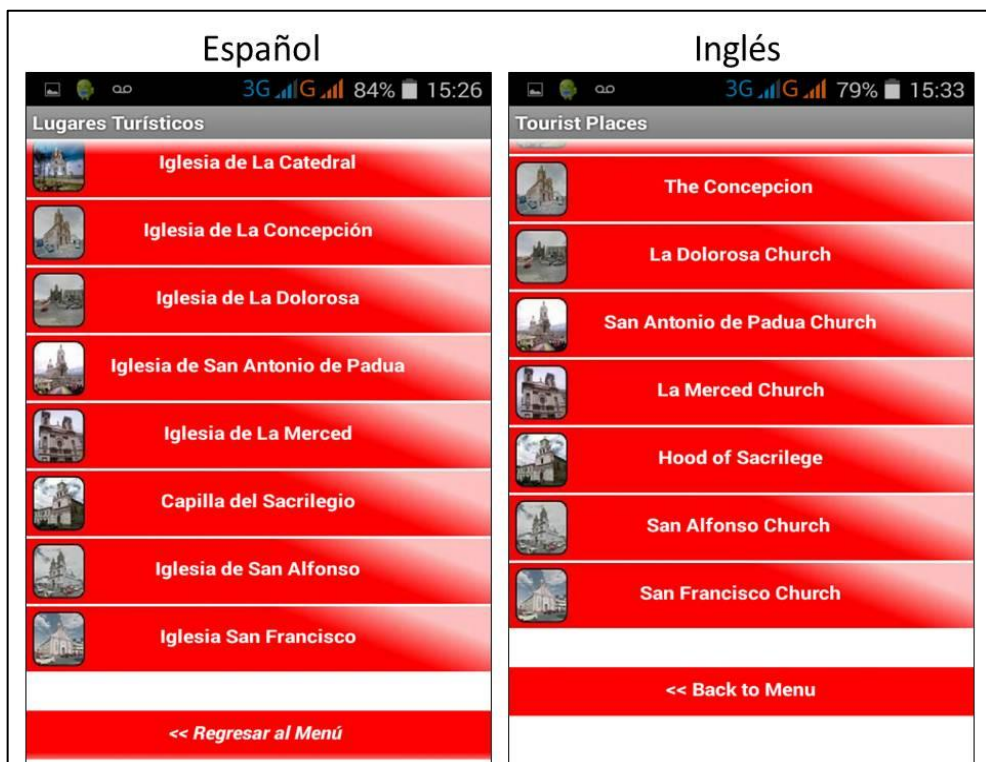 Español
3G G 84% 15:26
Lugares Turísticos
Iglesia de La Catedral
Iglesia de La Concepción
Iglesia de La Dolorosa
Iglesia de San Antonio de Padua
Iglesia de La Merced
Capilla del Sacrilegio
Iglesia de San Alfonso
Iglesia San Francisco
<< Regresar al Menú
Inglés
3G G 79% 15:33
Tourist Places
The Concepcion
La Dolorosa Church
San Antonio de Padua Church
La Merced Church
Hood of Sacrilege
San Alfonso Church
San Francisco Church
<< Back to Menu